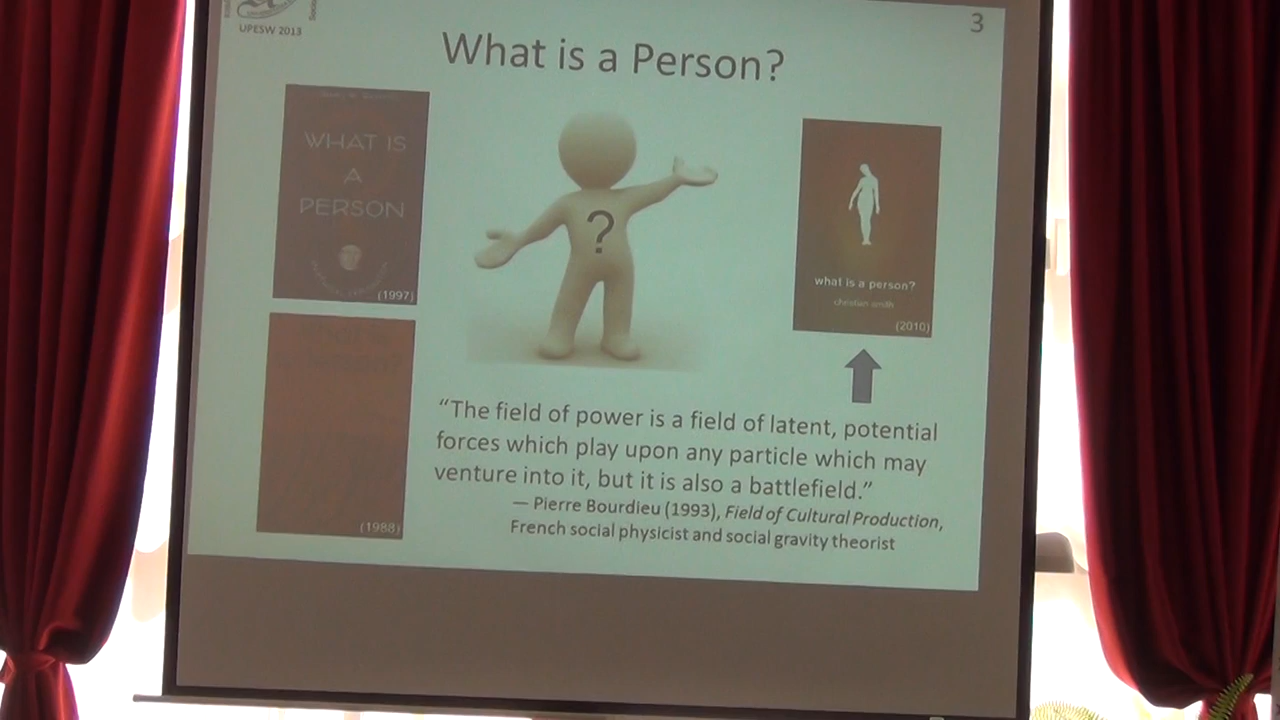 UPESW 2013
3
What is a Person?
WHAT IS
A
PERSON
(1997)
?
what is a person?
christian smith
(2010)
(1988)
“The field of power is a field of latent, potential
forces which play upon any particle which may
venture into it, but it is also a battlefield.”
— Pierre Bourdieu (1993), Field of Cultural Production,
French social physicist and social gravity theorist